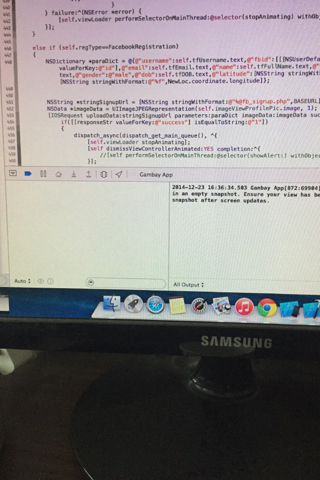 } failure:^(NSError *error) {
[self.viewLoader performSelectorOnMainThread:@selector(stopAnimating) withObje
}];
}
else if (self.regType==FacebookRegistration)
{
NSDictionary *paraDict = @{@"username":self.tfUsername.text,@"fbid":[[NSUserDef
valueForKey:@"id"],@"email":self.tfEmail.text,@"name":self.tfFullName.text,@"
text,@"gender":@"male",@"dob":self.tfDOB.text,@"latitude":[NSString stringWith
[NSString stringWithFormat:@"%f",NewLoc.coordinate.longitude]};
NSString *stringSignupUrl = [NSString stringWithFormat:@"%@fb_signup.php",BASEURL]
NSData *imageData = UIImageJPEGRepresentation(self.imageViewProfilePic.image, 1);
[IOSRequest uploadData:stringSignupUrl parameters:paraDict imageData:imageData suc
if([[responseStr valueForKey:@"success"] isEqualToString:@"1"])
{
dispatch_async(dispatch_get_main_queue(), ^{
[self.viewLoader stopAnimating];
[self dismissViewControllerAnimated:YES completion:^{
//[self performSelectorOnMainThread:@selector(showAlert:) withObje
}];
Gambay App
2014-12-23 16:36:34.583 Gambay App
in an empty snapshot. Ensure your view has be
snapshot after screen updates.
Auto
All Output
SAMSUNG